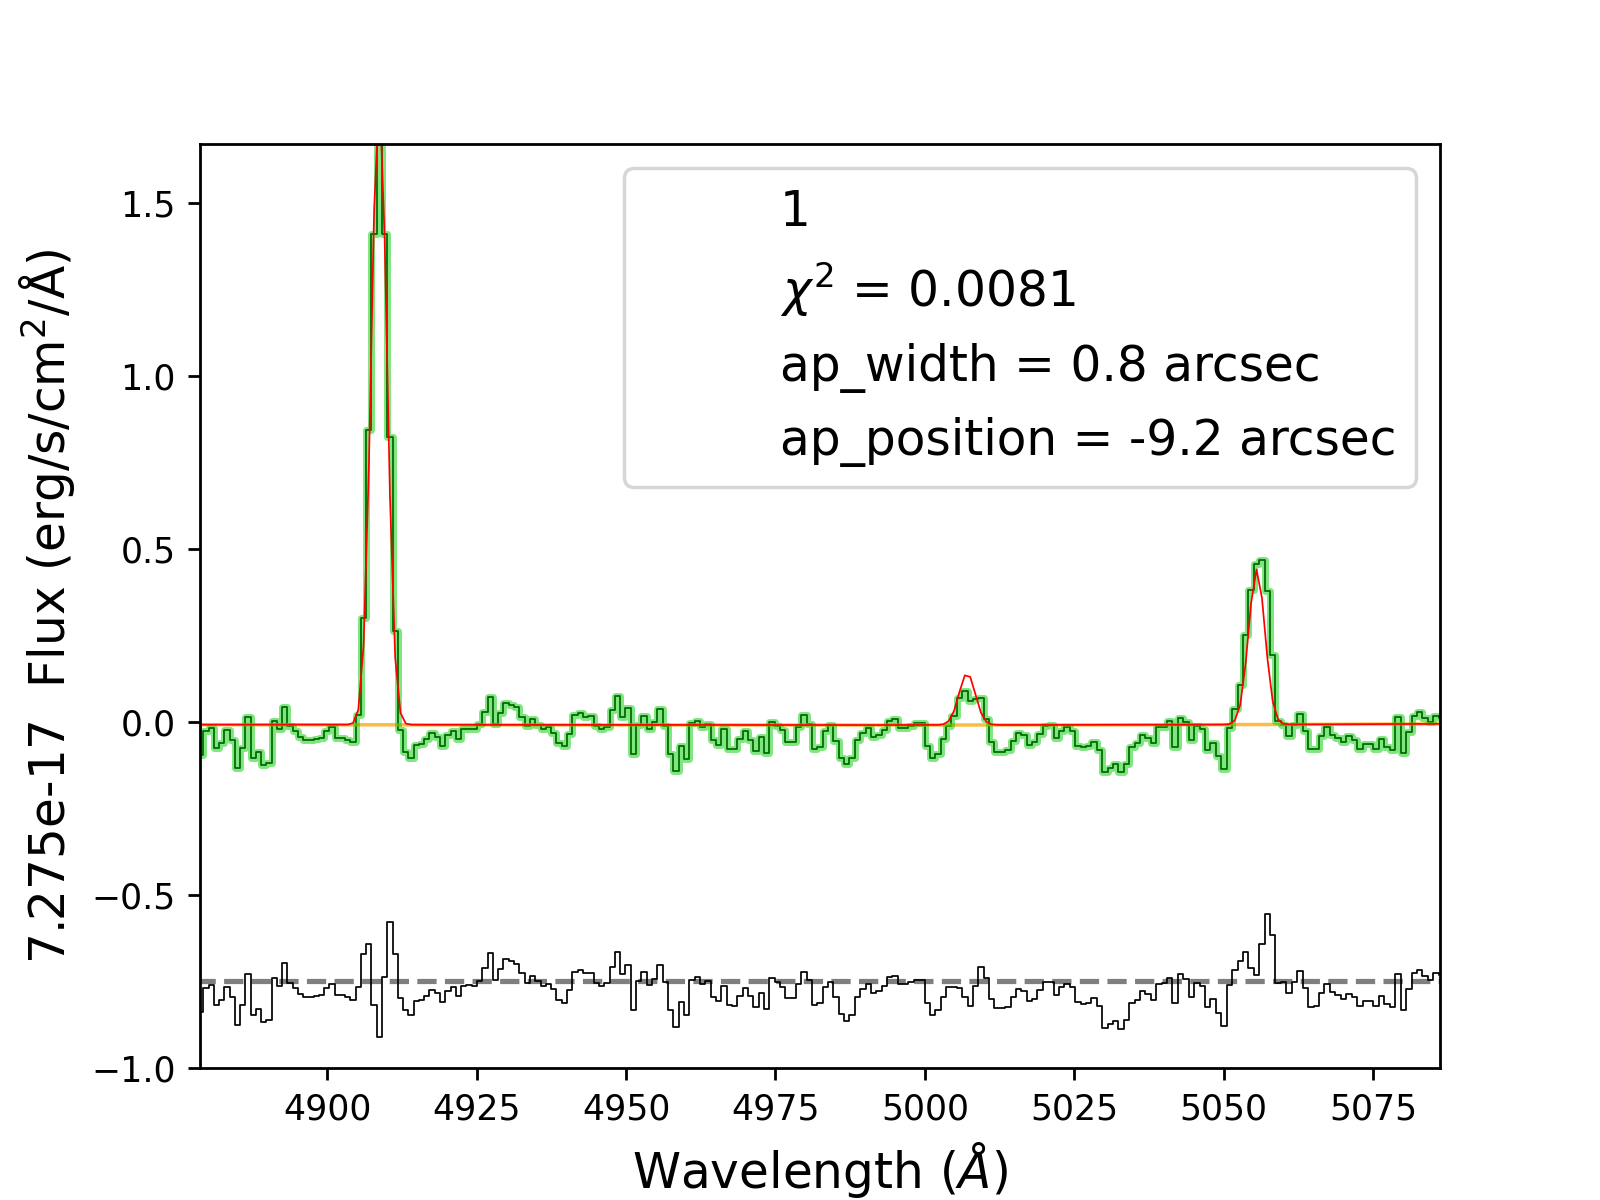 1
χ² = 0.0081
ap_width = 0.8 arcsec
ap_position = -9.2 arcsec
7.275e-17 Flux (erg/s/cm²/Å)
1.5
1.0
0.5
0.0
−0.5
−1.0
4900 4925 4950 4975 5000 5025 5050 5075
Wavelength (Å)